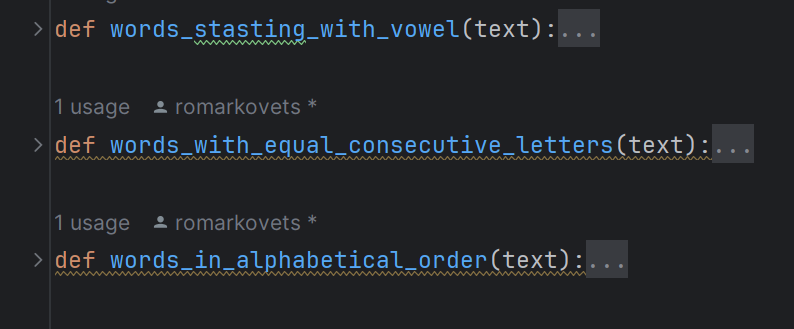 def words_stasting_with_vowel(text):...
1 usage romarkovets *
def words_with_equal_consecutive_letters(text):...
1 usage romarkovets *
def words_in_alphabetical_order(text):...